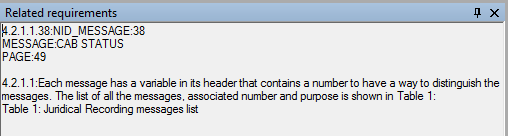 Related requirements
4.2.1.1.38:NID_MESSAGE:38
MESSAGE:CAB STATUS
PAGE:49
4.2.1.1:Each message has a variable in its header that contains a number to have a way to distinguish the
messages. The list of all the messages, associated number and purpose is shown in Table 1:
Table 1: Juridical Recording messages list